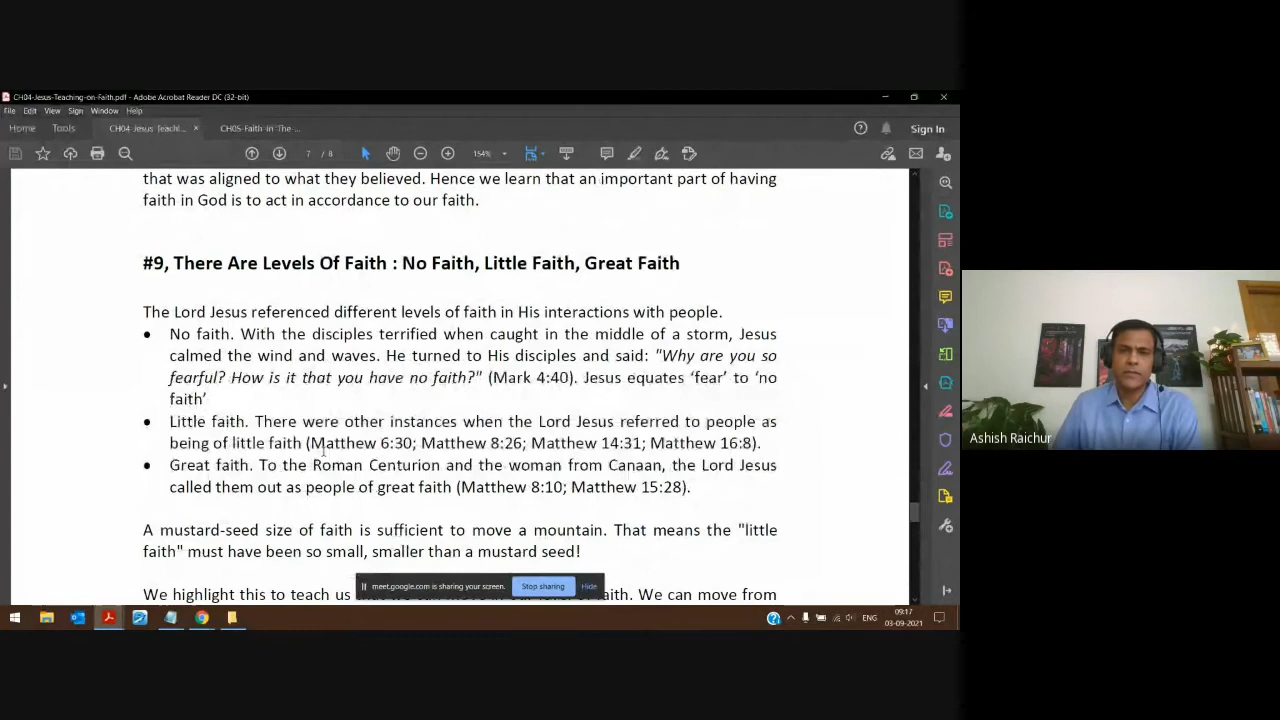 CH04-Jesus-Teaching-on-Faith.pdf - Adobe Acrobat Reader DC (32-bit)
File Edit View Sign Window Help
Home Tools CH04 Jesus Teachi... × CH05-Faith-In-The ... Sign In
7 / 8 154%
that was aligned to what they believed. Hence we learn that an important part of having
faith in God is to act in accordance to our faith.
#9, There Are Levels Of Faith : No Faith, Little Faith, Great Faith
The Lord Jesus referenced different levels of faith in His interactions with people.
• No faith. With the disciples terrified when caught in the middle of a storm, Jesus
calmed the wind and waves. He turned to His disciples and said: "Why are you so
fearful? How is it that you have no faith?" (Mark 4:40). Jesus equates 'fear' to 'no
faith'
• Little faith. There were other instances when the Lord Jesus referred to people as
being of little faith (Matthew 6:30; Matthew 8:26; Matthew 14:31; Matthew 16:8).
• Great faith. To the Roman Centurion and the woman from Canaan, the Lord Jesus
called them out as people of great faith (Matthew 8:10; Matthew 15:28).
A mustard-seed size of faith is sufficient to move a mountain. That means the "little
faith" must have been so small, smaller than a mustard seed!
meet.google.com is sharing your screen. Stop sharing Hide
We highlight this to teach us faith. We can move from
ENG 09:17
03-09-2021
Ashish Raichur